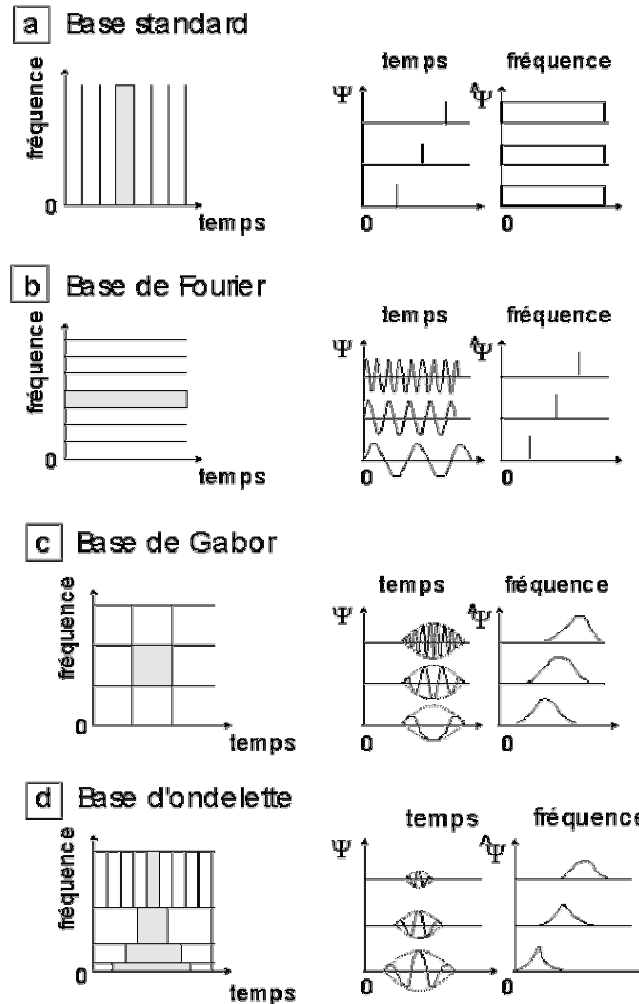 a Base standard
fréquence
0
temps
temps
fréquence
Ψ
^Ψ
0
0
b Base de Fourier
fréquence
0
temps
temps
fréquence
Ψ
^Ψ
0
0
c Base de Gabor
fréquence
0
temps
temps
fréquence
Ψ
^Ψ
0
0
d Base d'ondelette
fréquence
0
temps
temps
fréquence
Ψ
^Ψ
0
0